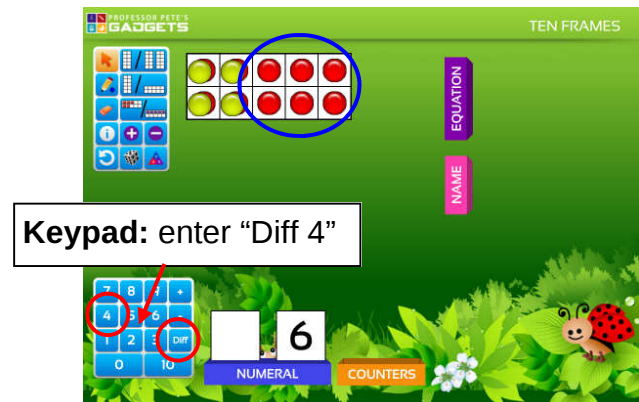 PROFESSOR PETE'S
GADGETS
TEN FRAMES
EQUATION
NAME
Keypad: enter “Diff 4”
7 8 9 +
4 5 6 -
1 2 3 Diff
0 10
6
NUMERAL
COUNTERS